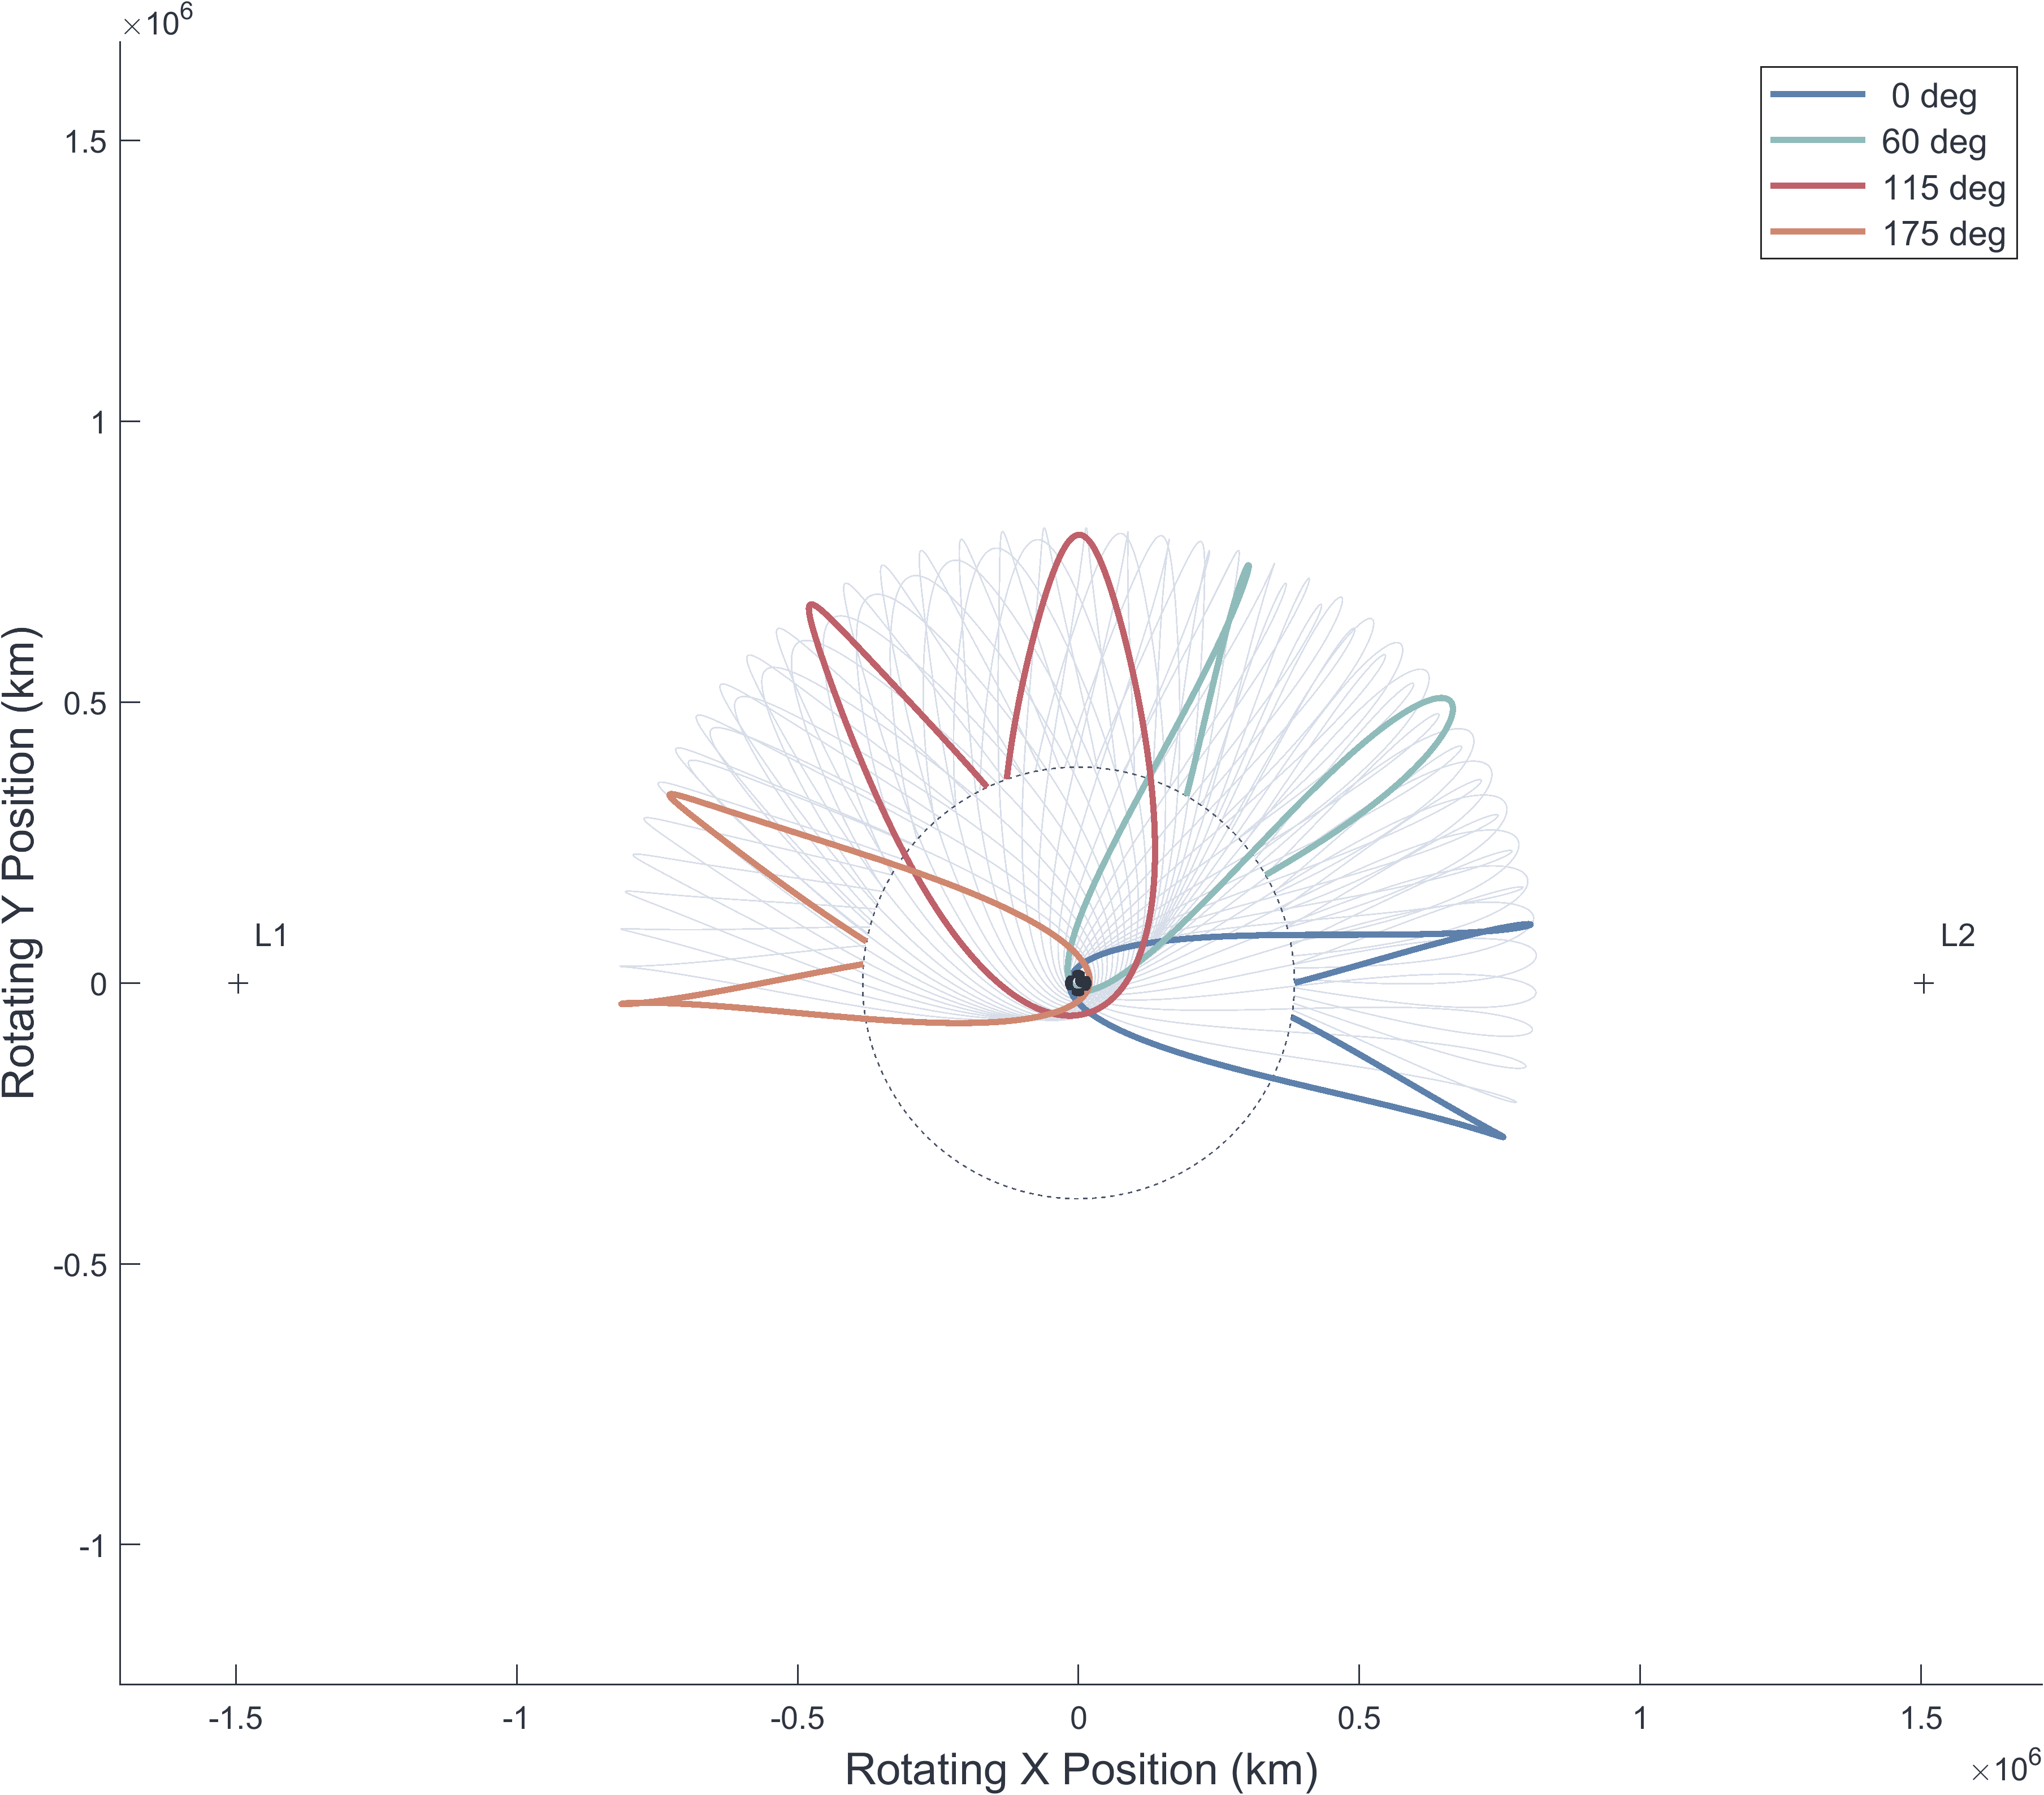 ×10⁶
0 deg
60 deg
115 deg
175 deg
1.5
1
0.5
0
-0.5
-1
Rotating Y Position (km)
L1
L2
-1.5
-1
-0.5
0
0.5
1
1.5
Rotating X Position (km)
×10⁶